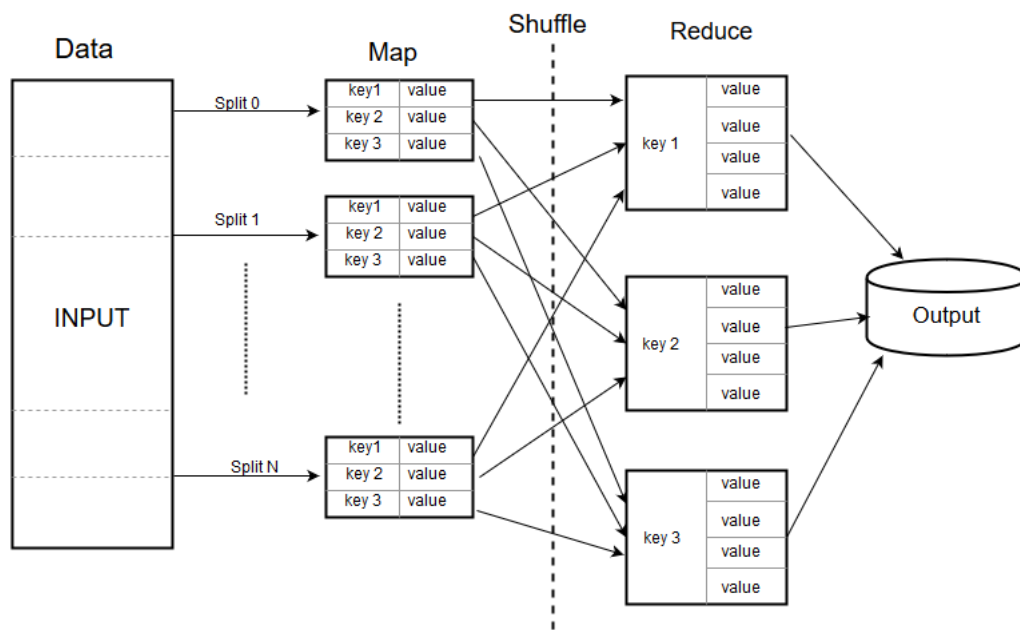 Data
Map
Shuffle
Reduce
INPUT
Split 0
Split 1
Split N
key1 value
key 2 value
key 3 value
key1 value
key 2 value
key 3 value
key1 value
key 2 value
key 3 value
key 1
value
value
value
value
key 2
value
value
value
value
key 3
value
value
value
value
Output